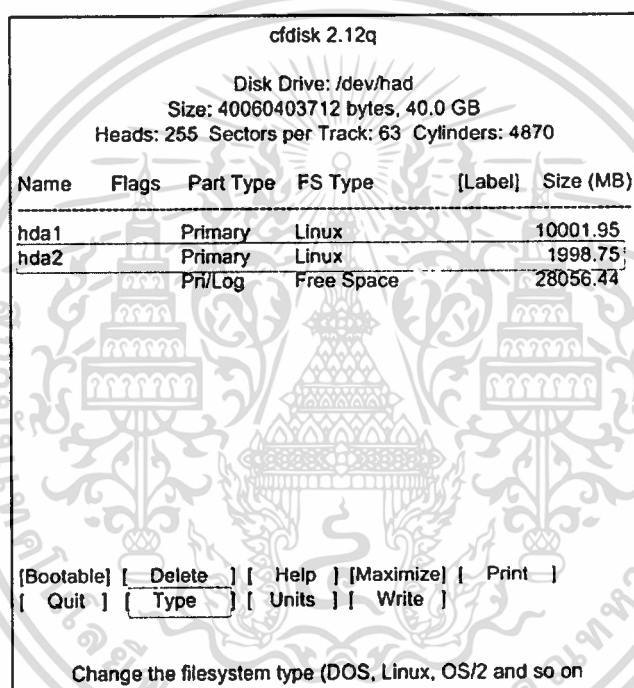 cfdisk 2.12q
Disk Drive: /dev/had
Size: 40060403712 bytes, 40.0 GB
Heads: 255 Sectors per Track: 63 Cylinders: 4870
Name Flags Part Type FS Type [Label] Size (MB)
hda1 Primary Linux 10001.95
hda2 Primary Linux 1998.75
Pri/Log Free Space 28056.44
[Bootable] [ Delete ] [ Help ] [Maximize] [ Print ]
[ Quit ] [ Type ] [ Units ] [ Write ]
Change the filesystem type (DOS, Linux, OS/2 and so on